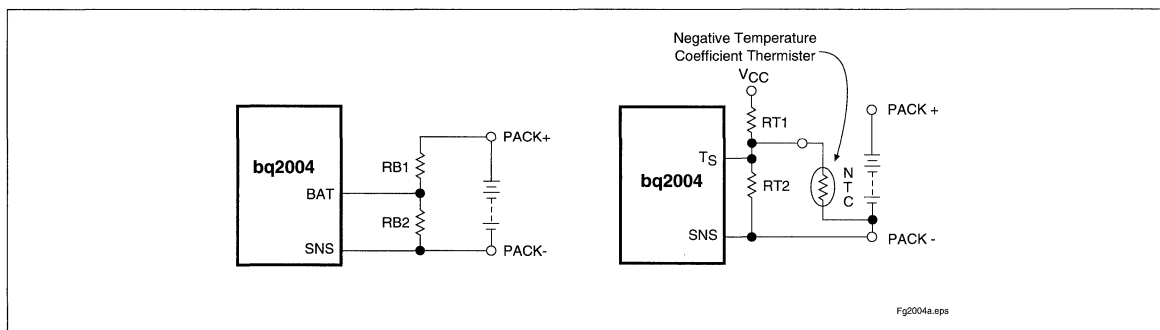 bq2004
BAT
SNS
RB1
RB2
PACK+
PACK-
Negative Temperature
Coefficient Thermister
VCC
bq2004
TS
SNS
RT1
RT2
N
T
C
PACK +
PACK -
Fg2004a.eps